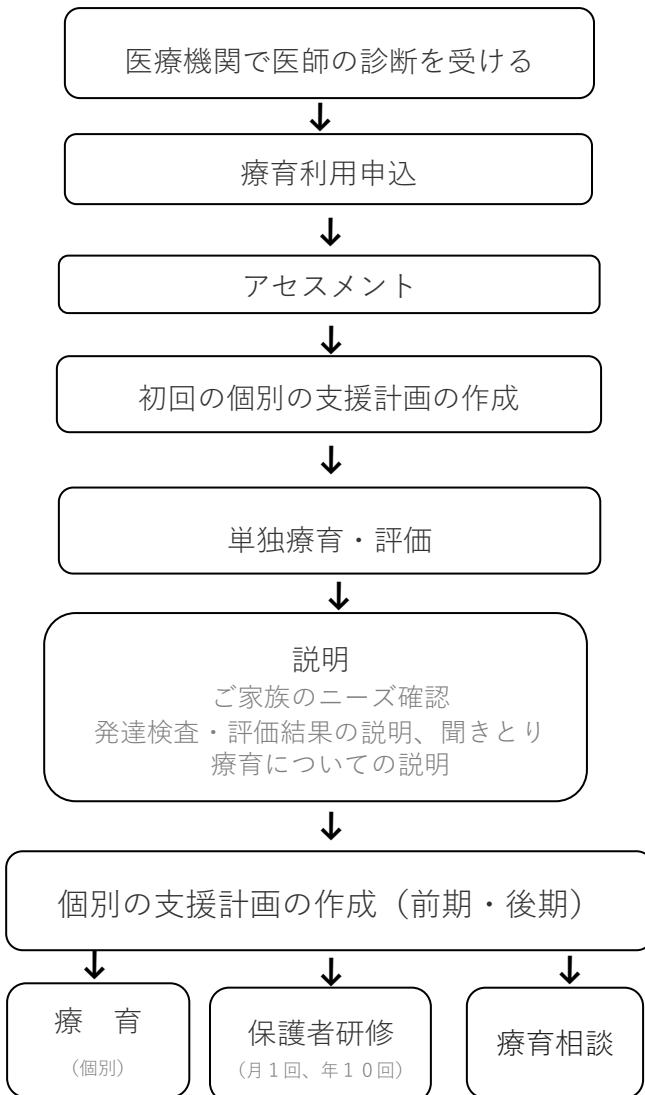 医療機関で医師の診断を受ける
↓
療育利用申込
↓
アセスメント
↓
初回の個別の支援計画の作成
↓
単独療育・評価
↓
説明
ご家族のニーズ確認
発達検査・評価結果の説明、聞きとり
療育についての説明
↓
個別の支援計画の作成（前期・後期）
↓ ↓ ↓
療　育
（個別）
保護者研修
（月１回、年１０回）
療育相談